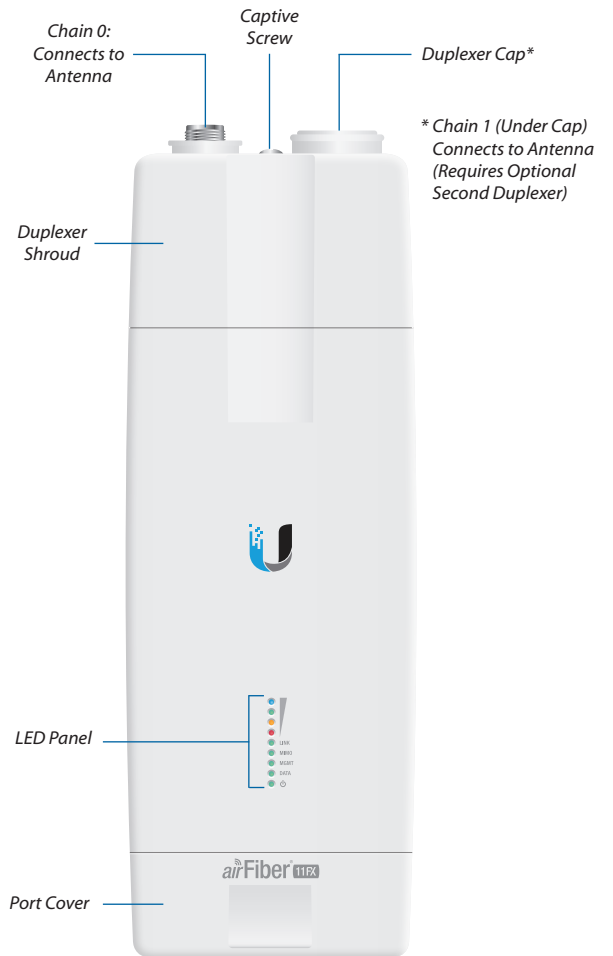 Chain 0:
Connects to
Antenna
Captive
Screw
Duplexer Cap*
* Chain 1 (Under Cap)
Connects to Antenna
(Requires Optional
Second Duplexer)
Duplexer
Shroud
LED Panel
LINK
MIMO
MGMT
DATA
airFiber® 11FX
Port Cover